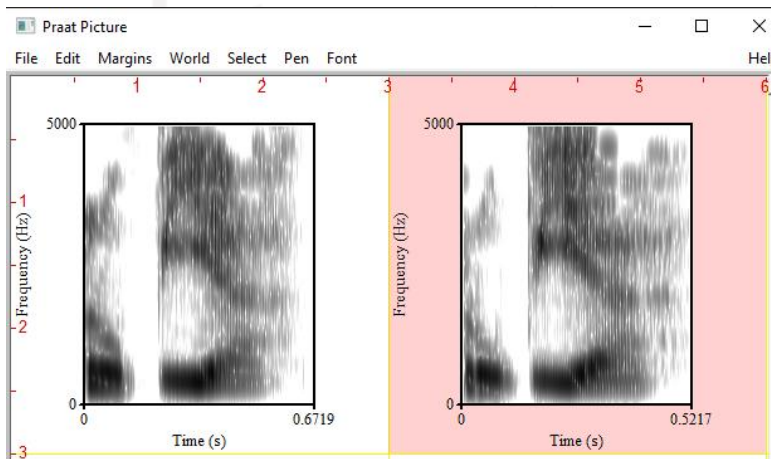 Praat Picture
File Edit Margins World Select Pen Font Hel
1 2 3 4 5 6
1
2
3
5000
Frequency (Hz)
0
0 0.6719
Time (s)
5000
Frequency (Hz)
0
0 0.5217
Time (s)